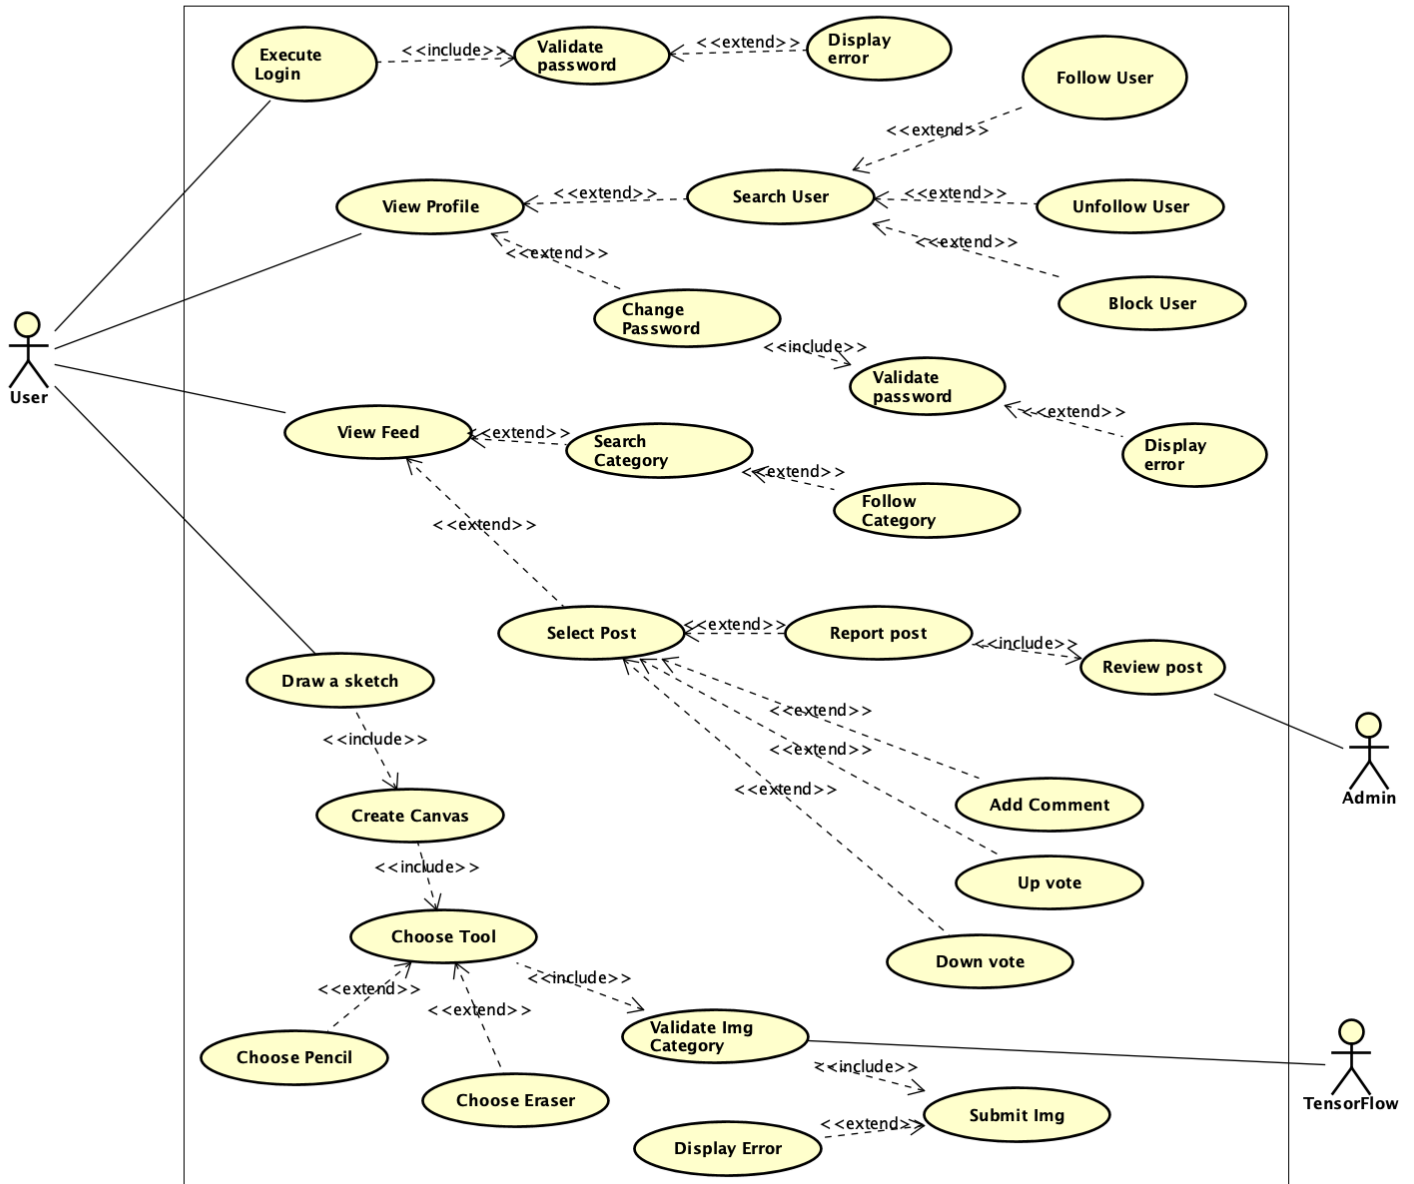 Execute
Login
<<include>>
Validate
password
<<extend>>
Display
error
Follow User
<<extend>>
View Profile
<<extend>>
Search User
<<extend>>
Unfollow User
<<extend>>
<<extend>>
Block User
Change
Password
<<include>>
Validate
password
<<extend>>
Display
error
User
View Feed
<<extend>>
Search
Category
<<extend>>
Follow
Category
<<extend>>
Select Post
<<extend>>
Report post
<<include>>
Review post
Admin
Draw a sketch
<<include>>
<<extend>>
<<extend>>
<<extend>>
Add Comment
Up vote
Down vote
Create Canvas
<<include>>
Choose Tool
<<extend>>
<<extend>>
<<include>>
Choose Pencil
Choose Eraser
Validate Img
Category
<<include>>
TensorFlow
Submit Img
<<extend>>
Display Error